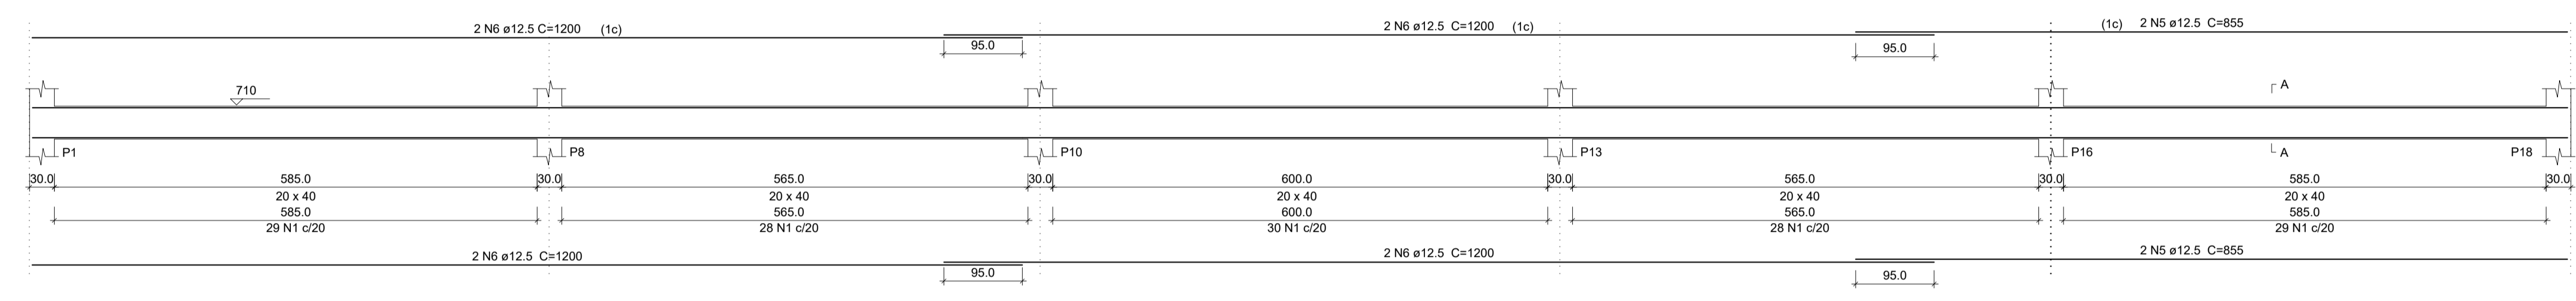 2 N6 ø12.5 C=1200 (1c) 2 N6 ø12.5 C=1200 (1c) (1c) 2 N5 ø12.5 C=855
95.0 95.0
710 A
P1 P8 P10 P13 P16 A P18
30.0 585.0 30.0 565.0 30.0 600.0 30.0 565.0 30.0 585.0 30.0
20 x 40 20 x 40 20 x 40 20 x 40 20 x 40
585.0 565.0 600.0 565.0 585.0
29 N1 c/20 28 N1 c/20 30 N1 c/20 28 N1 c/20 29 N1 c/20
2 N6 ø12.5 C=1200 2 N6 ø12.5 C=1200 2 N5 ø12.5 C=855
95.0 95.0